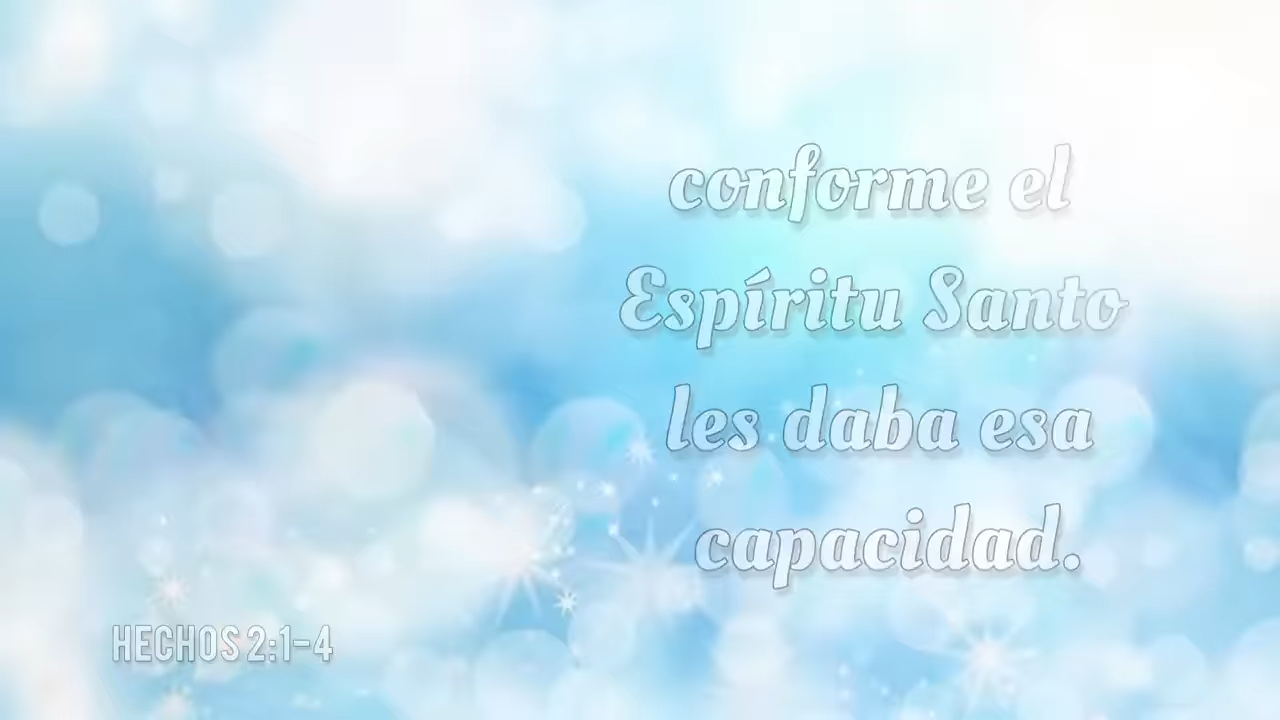 conforme el
Espíritu Santo
les daba esa
capacidad.
HECHOS 2:1-4